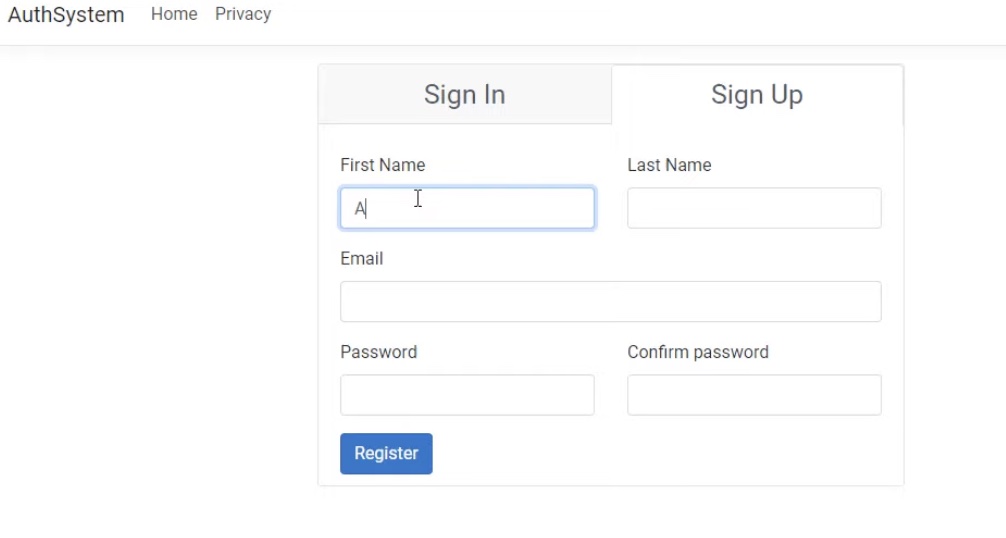 AuthSystem Home Privacy
Sign In Sign Up
First Name Last Name
A
Email
Password Confirm password
Register